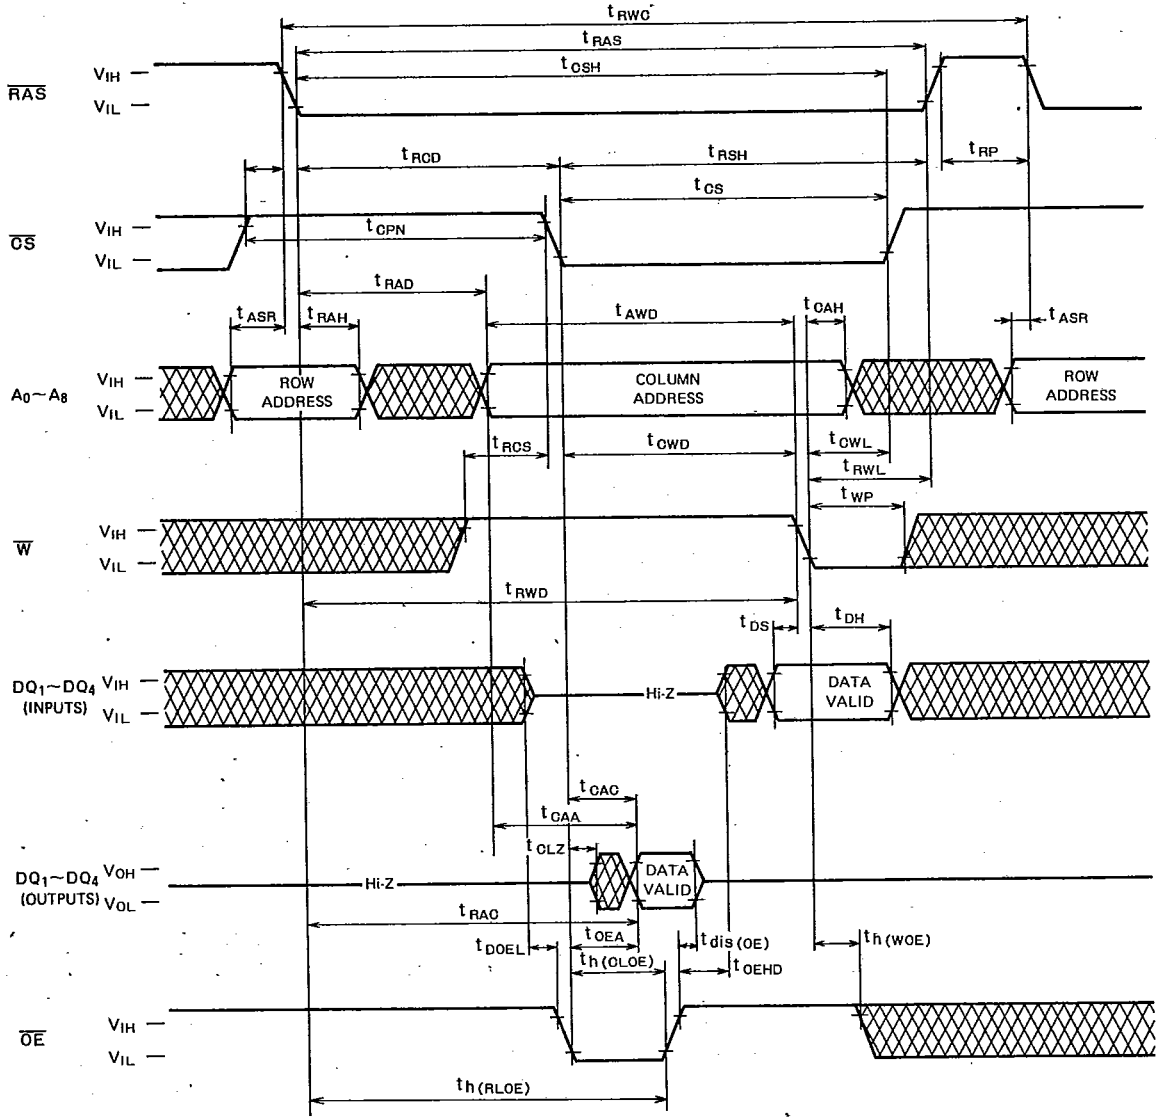 tRWC
tRAS
tCSH
RAS
VIH
VIL
tRCD
tRSH
tRP
tCS
CS
VIH
VIL
tCPN
tRAD
tASR
tRAH
tAWD
tCAH
tASR
A0~A8
VIH
VIL
ROW
ADDRESS
COLUMN
ADDRESS
ROW
ADDRESS
tRCS
tCWD
tCWL
tRWL
tWP
W
VIH
VIL
tRWD
tDS
tDH
DQ1~DQ4
(INPUTS)
VIH
VIL
Hi-Z
DATA
VALID
tCAC
tCAA
tCLZ
DQ1~DQ4
(OUTPUTS)
VOH
VOL
Hi-Z
DATA
VALID
tRAC
tDOEL
tOEA
tdis(OE)
th(WOE)
th(CLOE)
tOEHD
OE
VIH
VIL
th(RLOE)